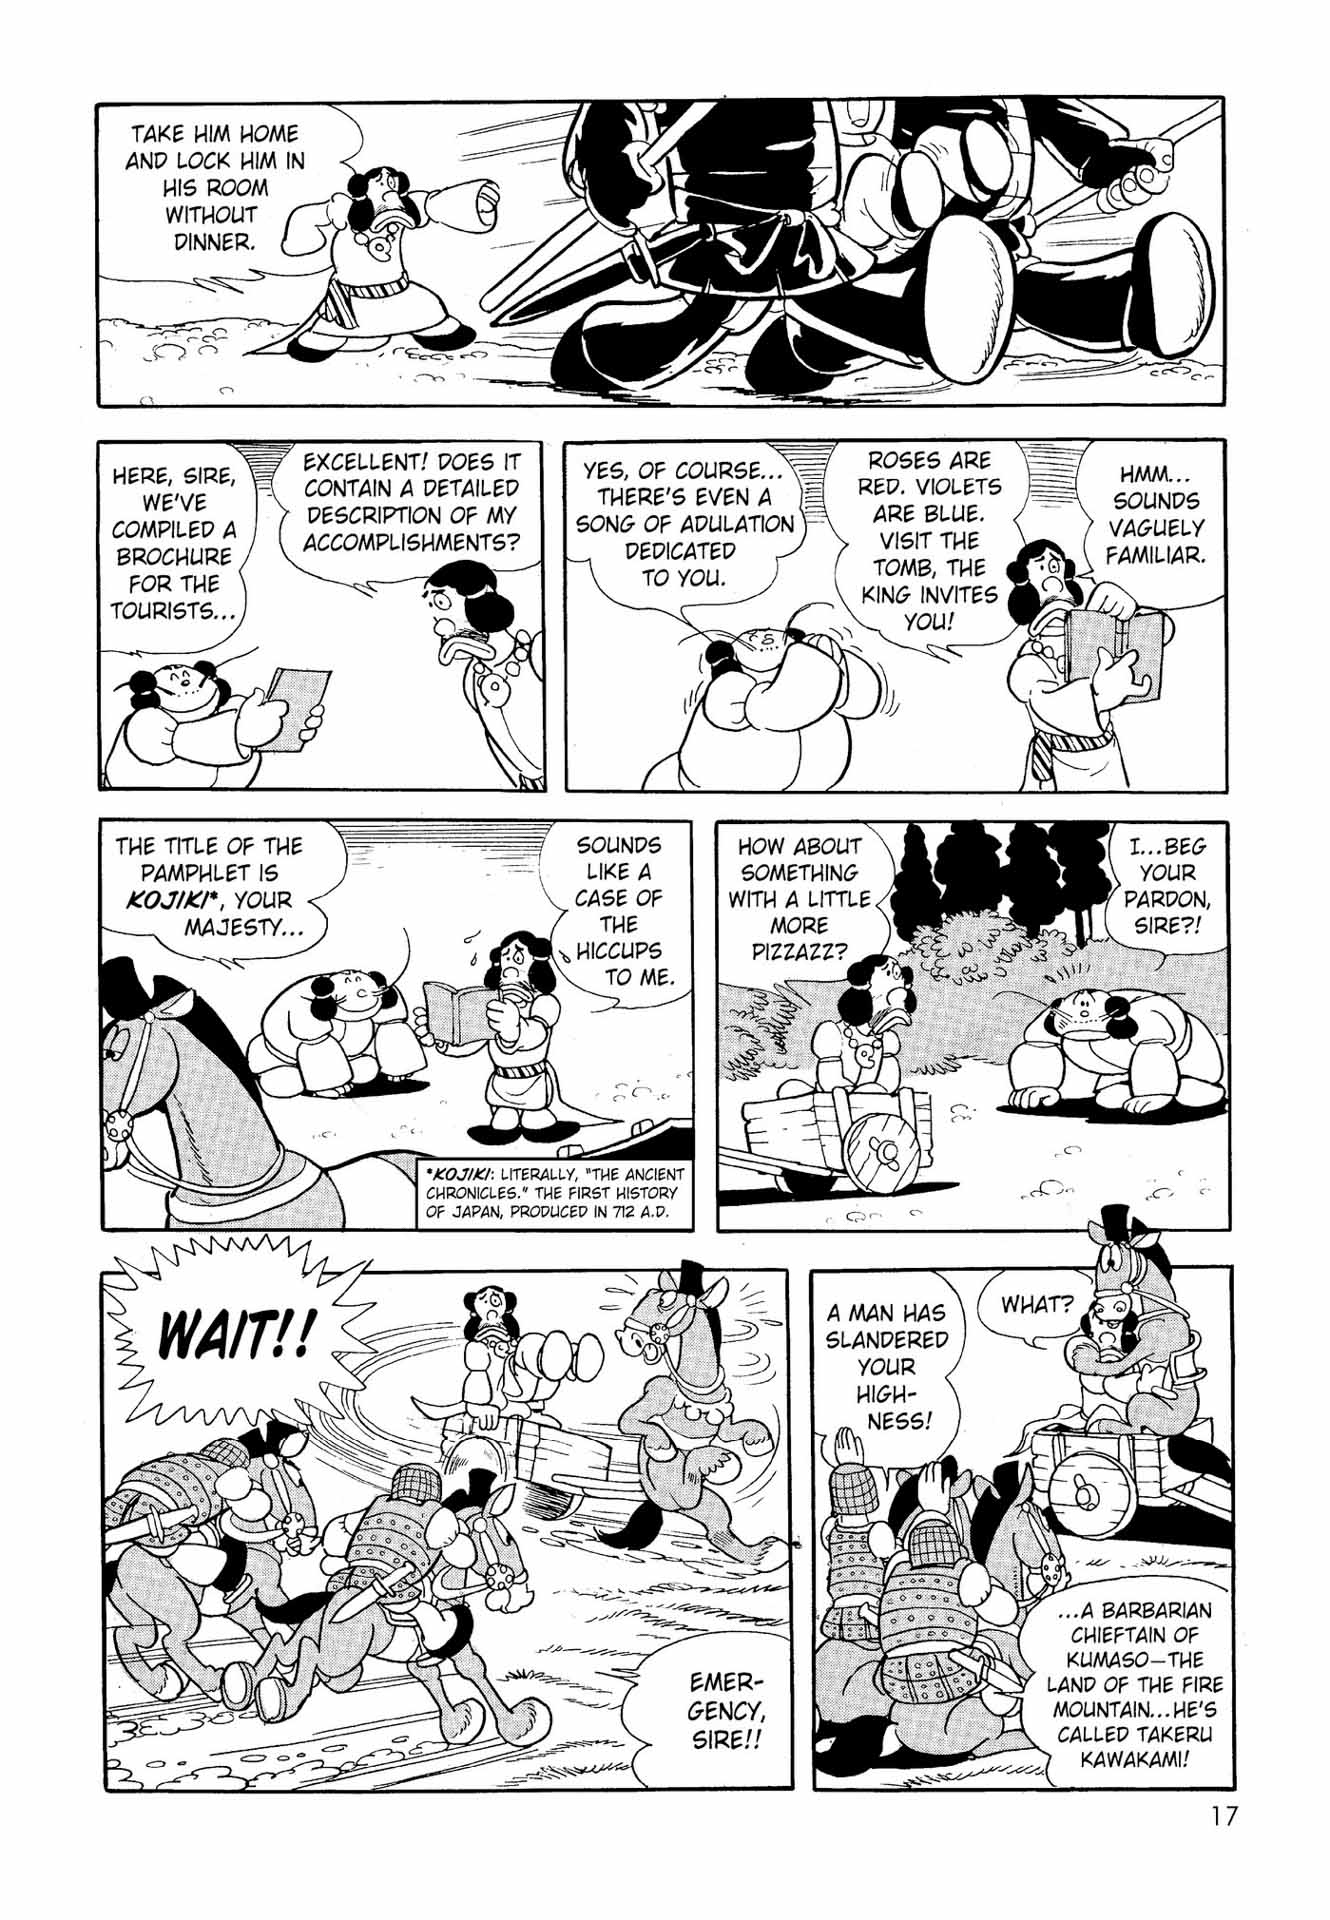 TAKE HIM HOME
AND LOCK HIM IN
HIS ROOM
WITHOUT
DINNER.
HERE, SIRE,
WE'VE
COMPILED A
BROCHURE
FOR THE
TOURISTS...
EXCELLENT! DOES IT
CONTAIN A DETAILED
DESCRIPTION OF MY
ACCOMPLISHMENTS?
YES, OF COURSE...
THERE'S EVEN A
SONG OF ADULATION
DEDICATED
TO YOU.
ROSES ARE
RED. VIOLETS
ARE BLUE.
VISIT THE
TOMB, THE
KING INVITES
YOU!
HMM...
SOUNDS
VAGUELY
FAMILIAR.
THE TITLE OF THE
PAMPHLET IS
KOJIKI*, YOUR
MAJESTY...
SOUNDS
LIKE A
CASE OF
THE
HICCUPS
TO ME.
*KOJIKI: LITERALLY, "THE ANCIENT
CHRONICLES." THE FIRST HISTORY
OF JAPAN, PRODUCED IN 712 A.D.
HOW ABOUT
SOMETHING
WITH A LITTLE
MORE
PIZZAZZ?
I...BEG
YOUR
PARDON,
SIRE?!
WAIT!!
EMER-
GENCY,
SIRE!!
A MAN HAS
SLANDERED
YOUR
HIGH-
NESS!
WHAT?
...A BARBARIAN
CHIEFTAIN OF
KUMASO—THE
LAND OF THE FIRE
MOUNTAIN...HE'S
CALLED TAKERU
KAWAKAMI!
17